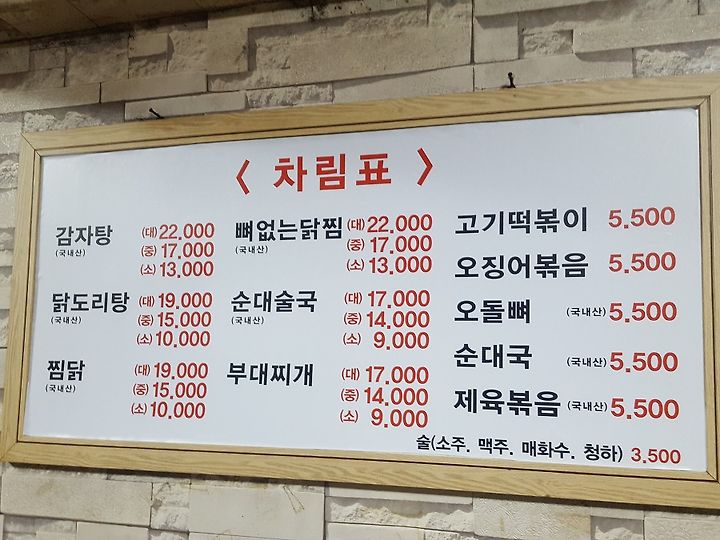 < 차림표 >
감자탕 (대) 22.000
(국내산) (중) 17.000
(소) 13.000
닭도리탕 (대) 19.000
(국내산) (중) 15.000
(소) 10.000
찜닭 (대) 19.000
(국내산) (중) 15.000
(소) 10.000
뼈없는닭찜 (대) 22.000
(국내산) (중) 17.000
(소) 13.000
순대술국 (대) 17.000
(국내산) (중) 14.000
(소) 9.000
부대찌개 (대) 17.000
(중) 14.000
(소) 9.000
고기떡볶이 5.500
오징어볶음 5.500
오돌뼈 (국내산) 5.500
순대국 (국내산) 5.500
제육볶음 (국내산) 5.500
술(소주. 맥주. 매화수. 청하) 3.500